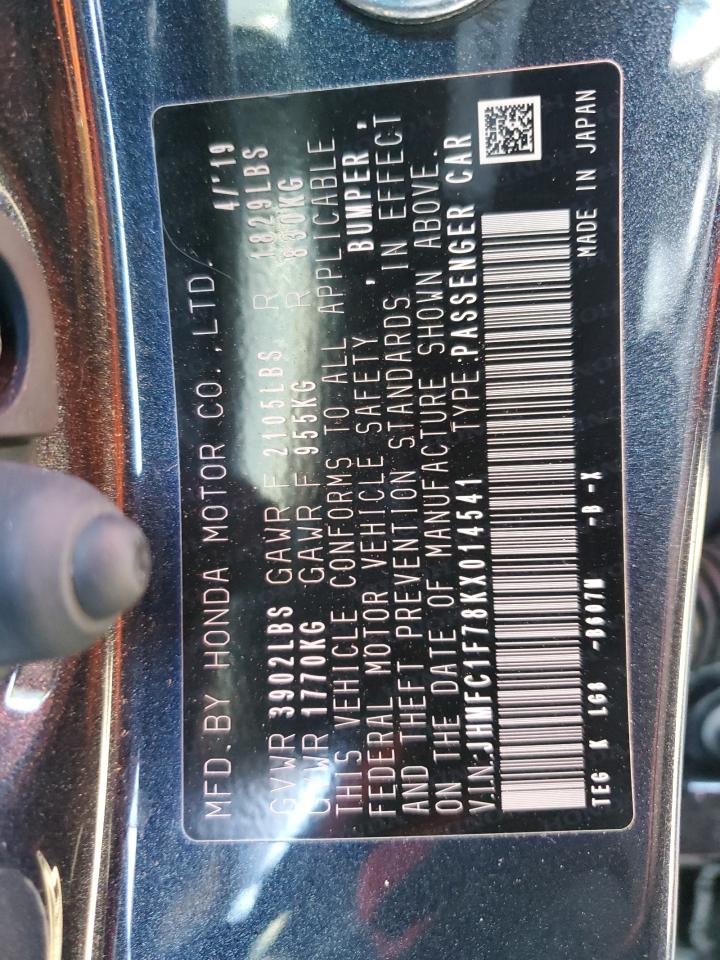 MFD. BY HONDA MOTOR CO., LTD. 4/'19
GVWR 3902LBS GAWR F 2105LBS R 1829LBS
GVWR 1770KG GAWR F 955KG R 830KG
THIS VEHICLE CONFORMS TO ALL APPLICABLE
FEDERAL MOTOR VEHICLE SAFETY , BUMPER ,
AND THEFT PREVENTION STANDARDS IN EFFECT
ON THE DATE OF MANUFACTURE SHOWN ABOVE.
V.I.N:JHMFC1F78KX014541 TYPE:PASSENGER CAR
TEG K LG8 -B607M -B -X MADE IN JAPAN